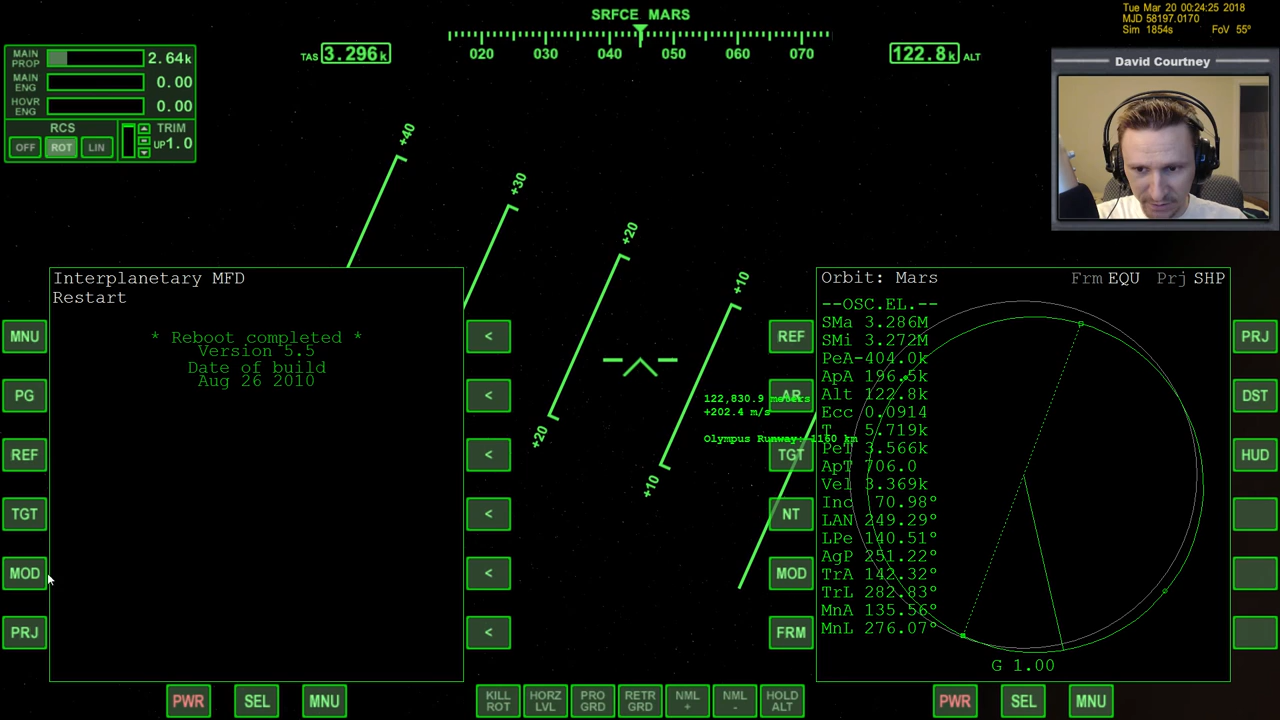 SRFCE MARS
020 030 040 050 060 070
TAS 3.296k
122.8k ALT
Tue Mar 20 00:24:25 2018
MJD 58197.0170
Sim 1854s FoV 55°
David Courtney
MAIN PROP 2.64k
MAIN ENG 0.00
HOVR ENG 0.00
RCS
OFF ROT LIN
TRIM
UP 1.0
+40
+30
+20
+10
+20
+10
122,830.9 meters
+202.4 m/s
Olympus Runway: 1160 km
Interplanetary MFD
Restart
* Reboot completed *
Version 5.5
Date of build
Aug 26 2010
MNU
PG
REF
TGT
MOD
PRJ
<
<
<
<
<
<
PWR SEL MNU
KILL ROT
HORZ LVL
PRO GRD
RETR GRD
NML +
NML -
HOLD ALT
REF
AR
TGT
NT
MOD
FRM
Orbit: Mars Frm EQU Prj SHP
--OSC.EL.--
SMa 3.286M
SMi 3.272M
PeA-404.0k
ApA 196.5k
Alt 122.8k
Ecc 0.0914
T 5.719k
PeT 3.566k
ApT 706.0
Vel 3.369k
Inc 70.98°
LAN 249.29°
LPe 140.51°
AgP 251.22°
TrA 142.32°
TrL 282.83°
MnA 135.56°
MnL 276.07°
G 1.00
PRJ
DST
HUD
PWR SEL MNU